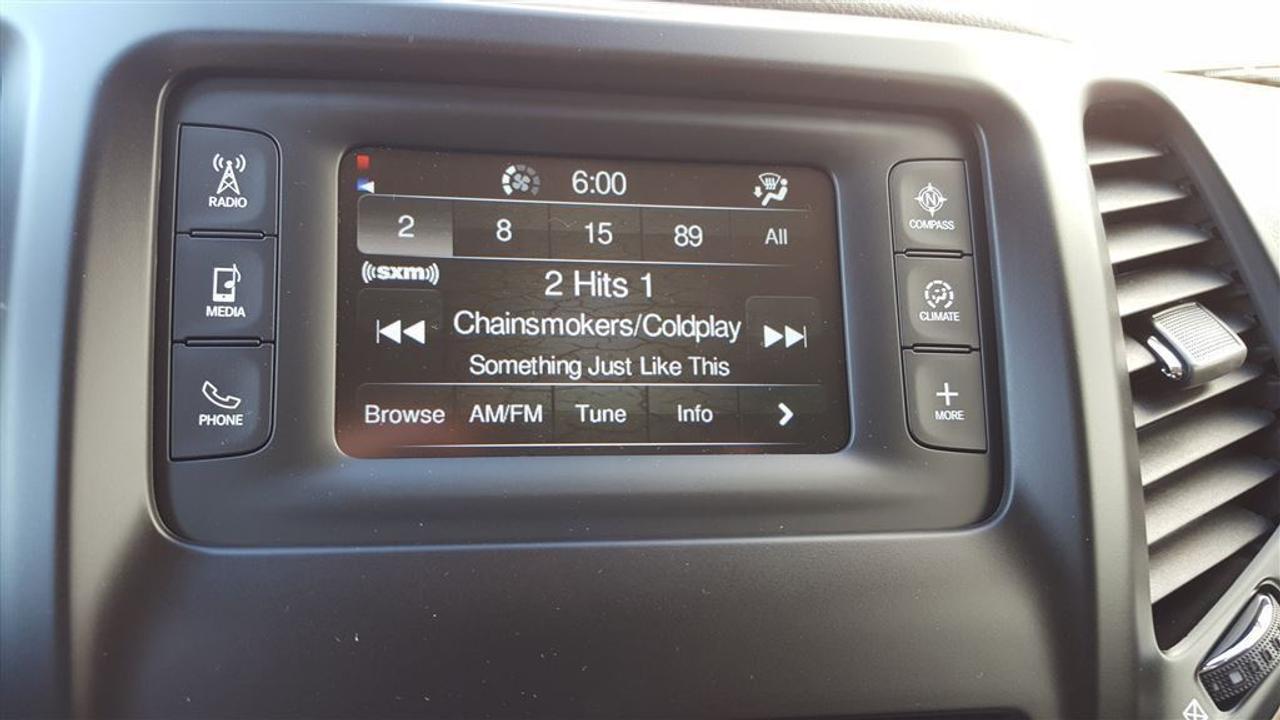 RADIO
MEDIA
PHONE
6:00
2 8 15 89 All
((sxm))
2 Hits 1
Chainsmokers/Coldplay
Something Just Like This
Browse AM/FM Tune Info
N
COMPASS
CLIMATE
+
MORE